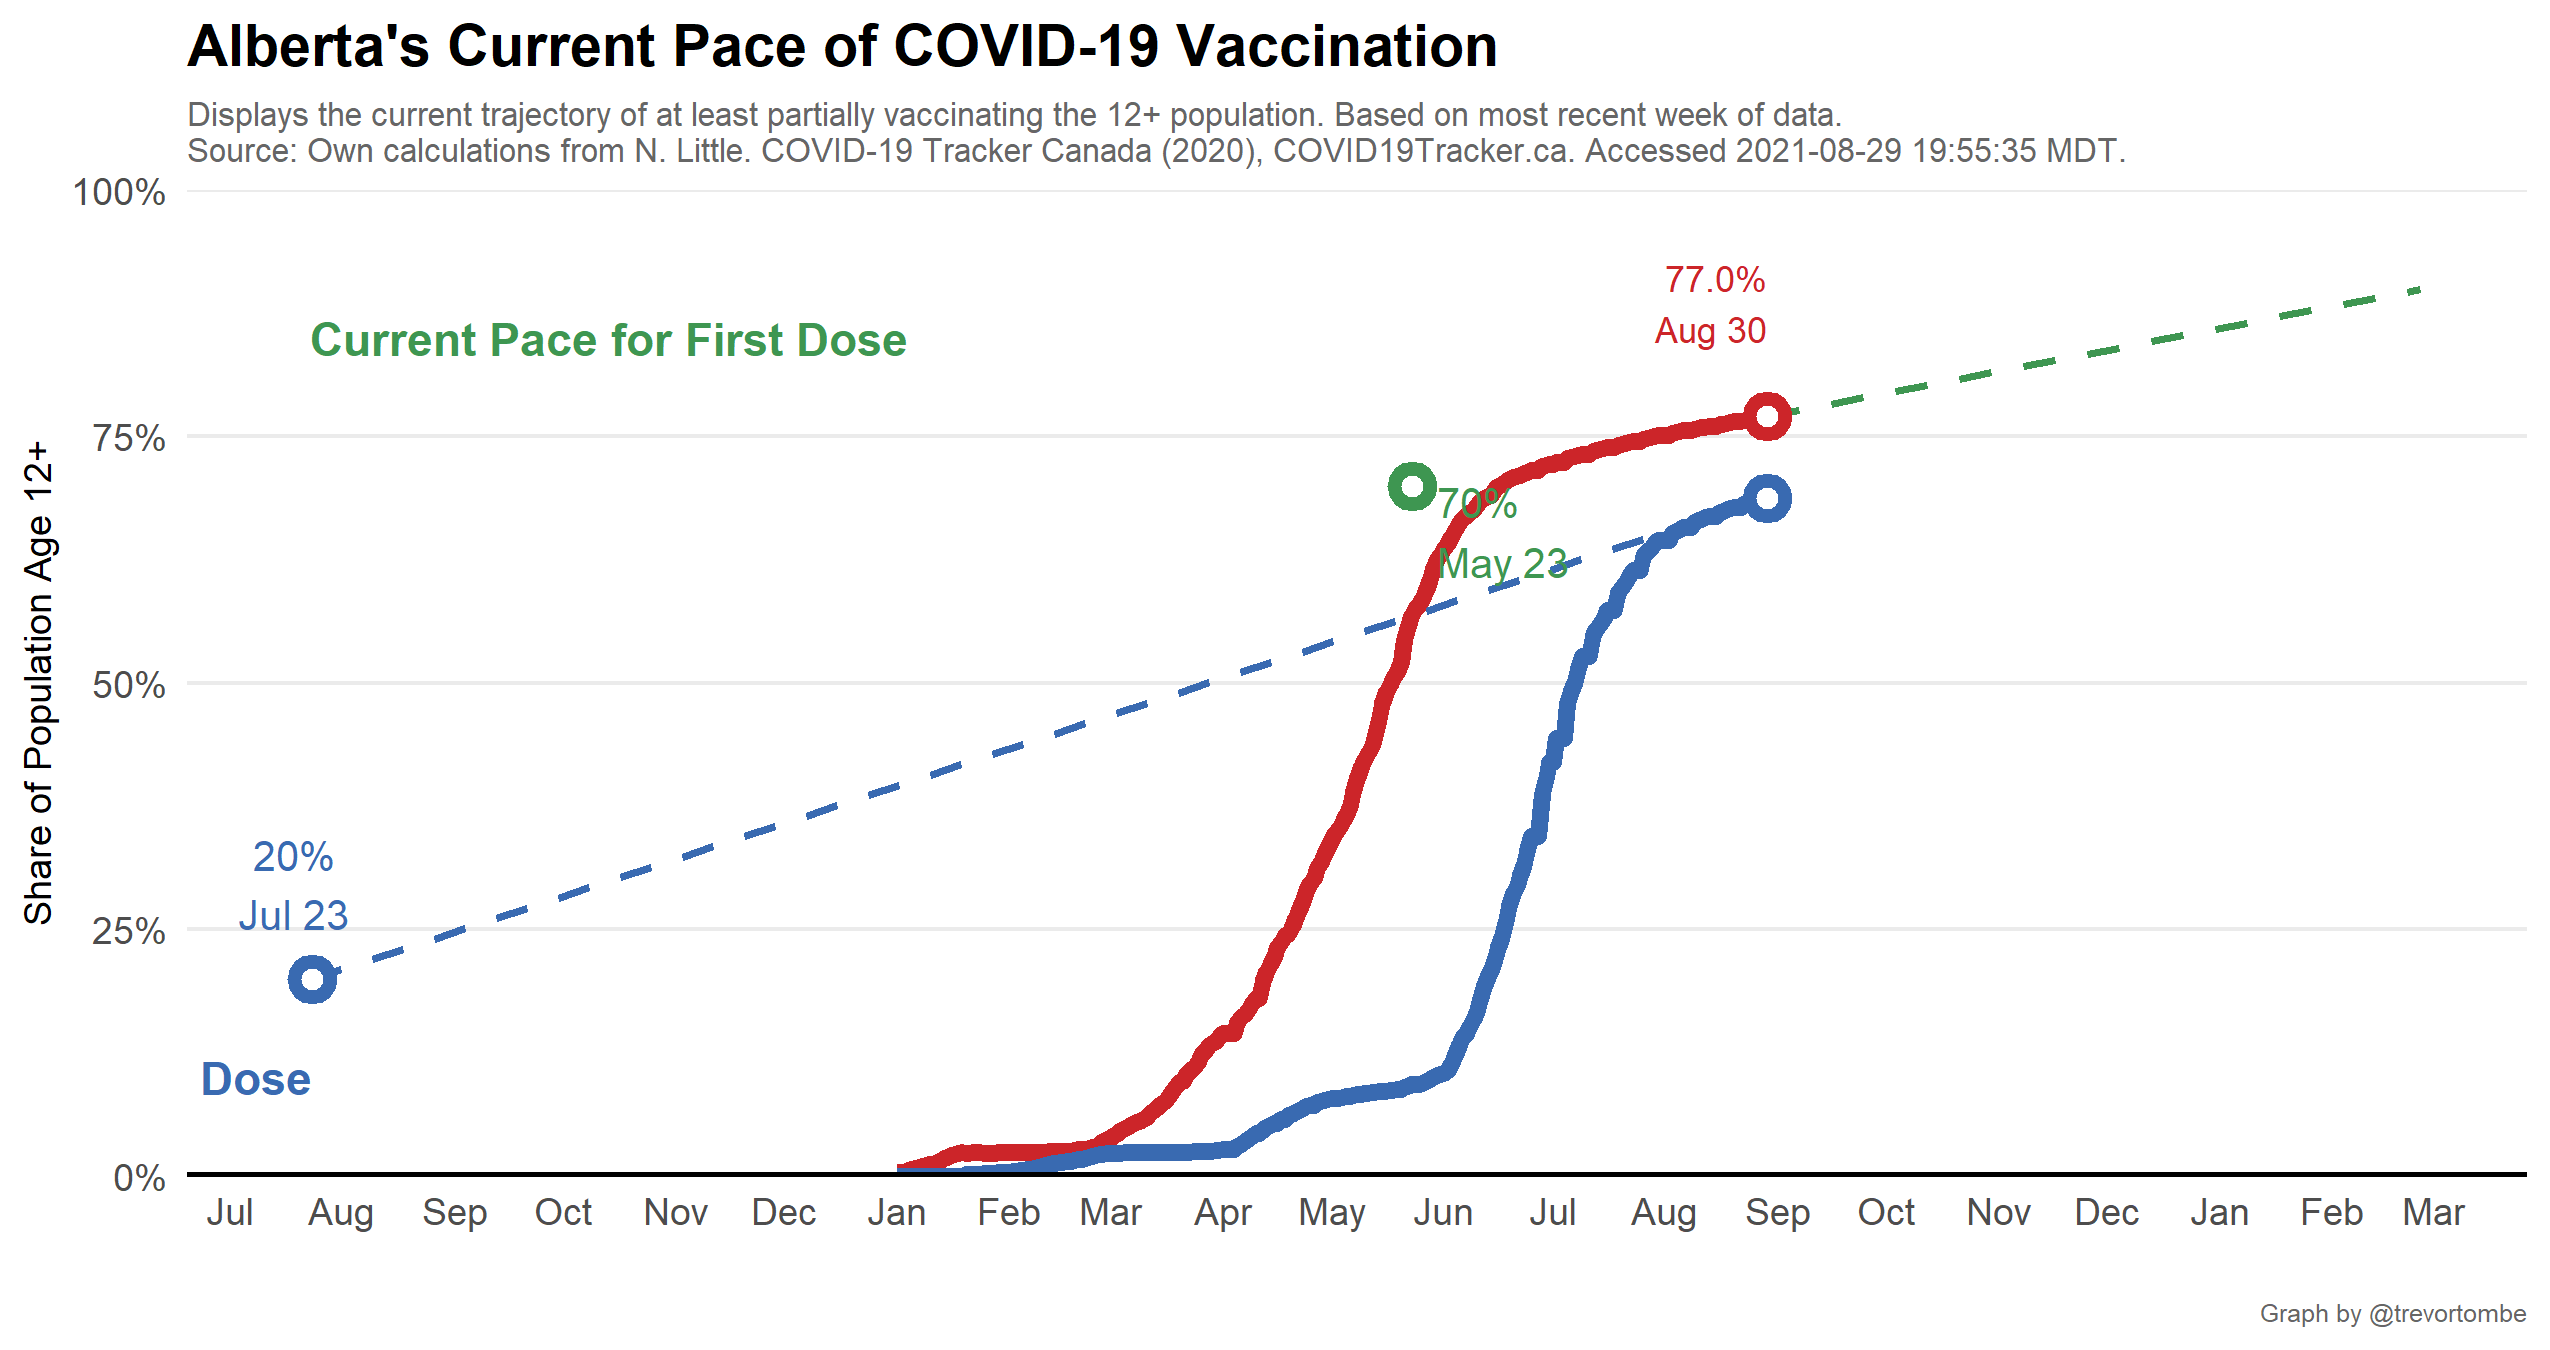 Alberta's Current Pace of COVID-19 Vaccination
Displays the current trajectory of at least partially vaccinating the 12+ population. Based on most recent week of data.
Source: Own calculations from N. Little. COVID-19 Tracker Canada (2020), COVID19Tracker.ca. Accessed 2021-08-29 19:55:35 MDT.
100%
75%
50%
25%
0%
Share of Population Age 12+
Current Pace for First Dose
77.0%
Aug 30
70%
May 23
20%
Jul 23
Dose
Jul Aug Sep Oct Nov Dec Jan Feb Mar Apr May Jun Jul Aug Sep Oct Nov Dec Jan Feb Mar
Graph by @trevortombe